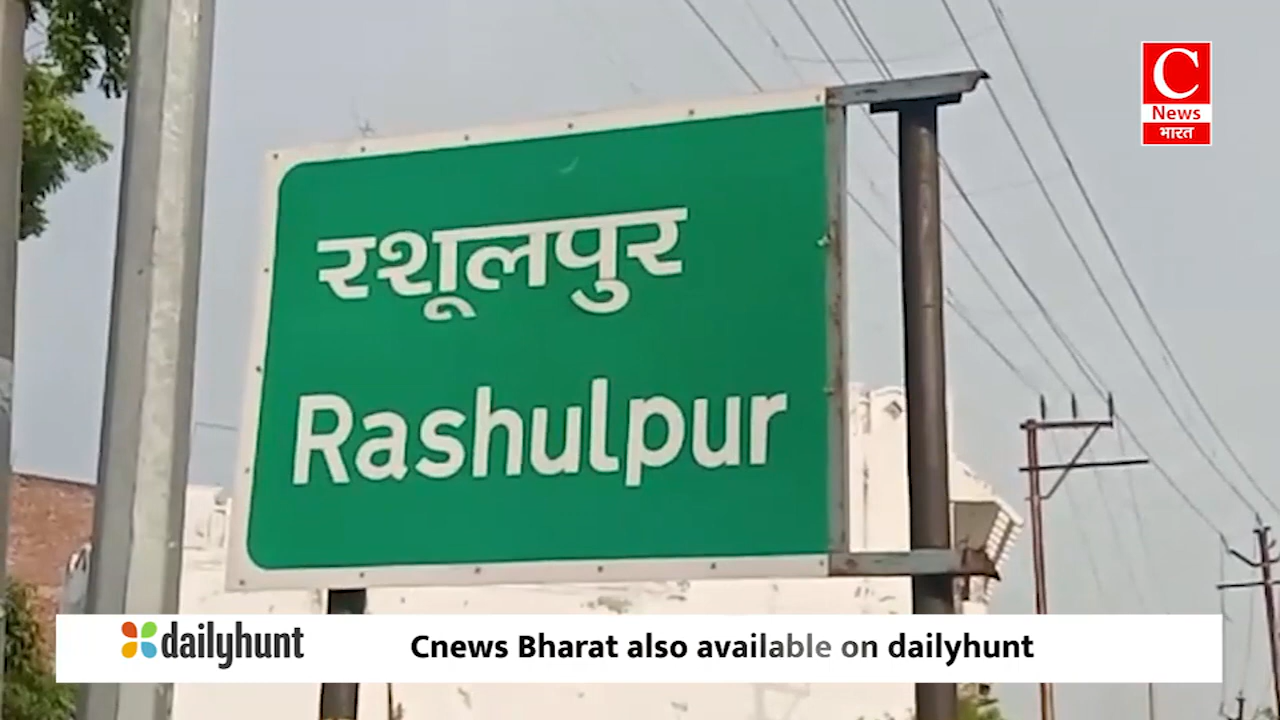 C
News
भारत
रशूलपुर
Rashulpur
dailyhunt
Cnews Bharat also available on dailyhunt